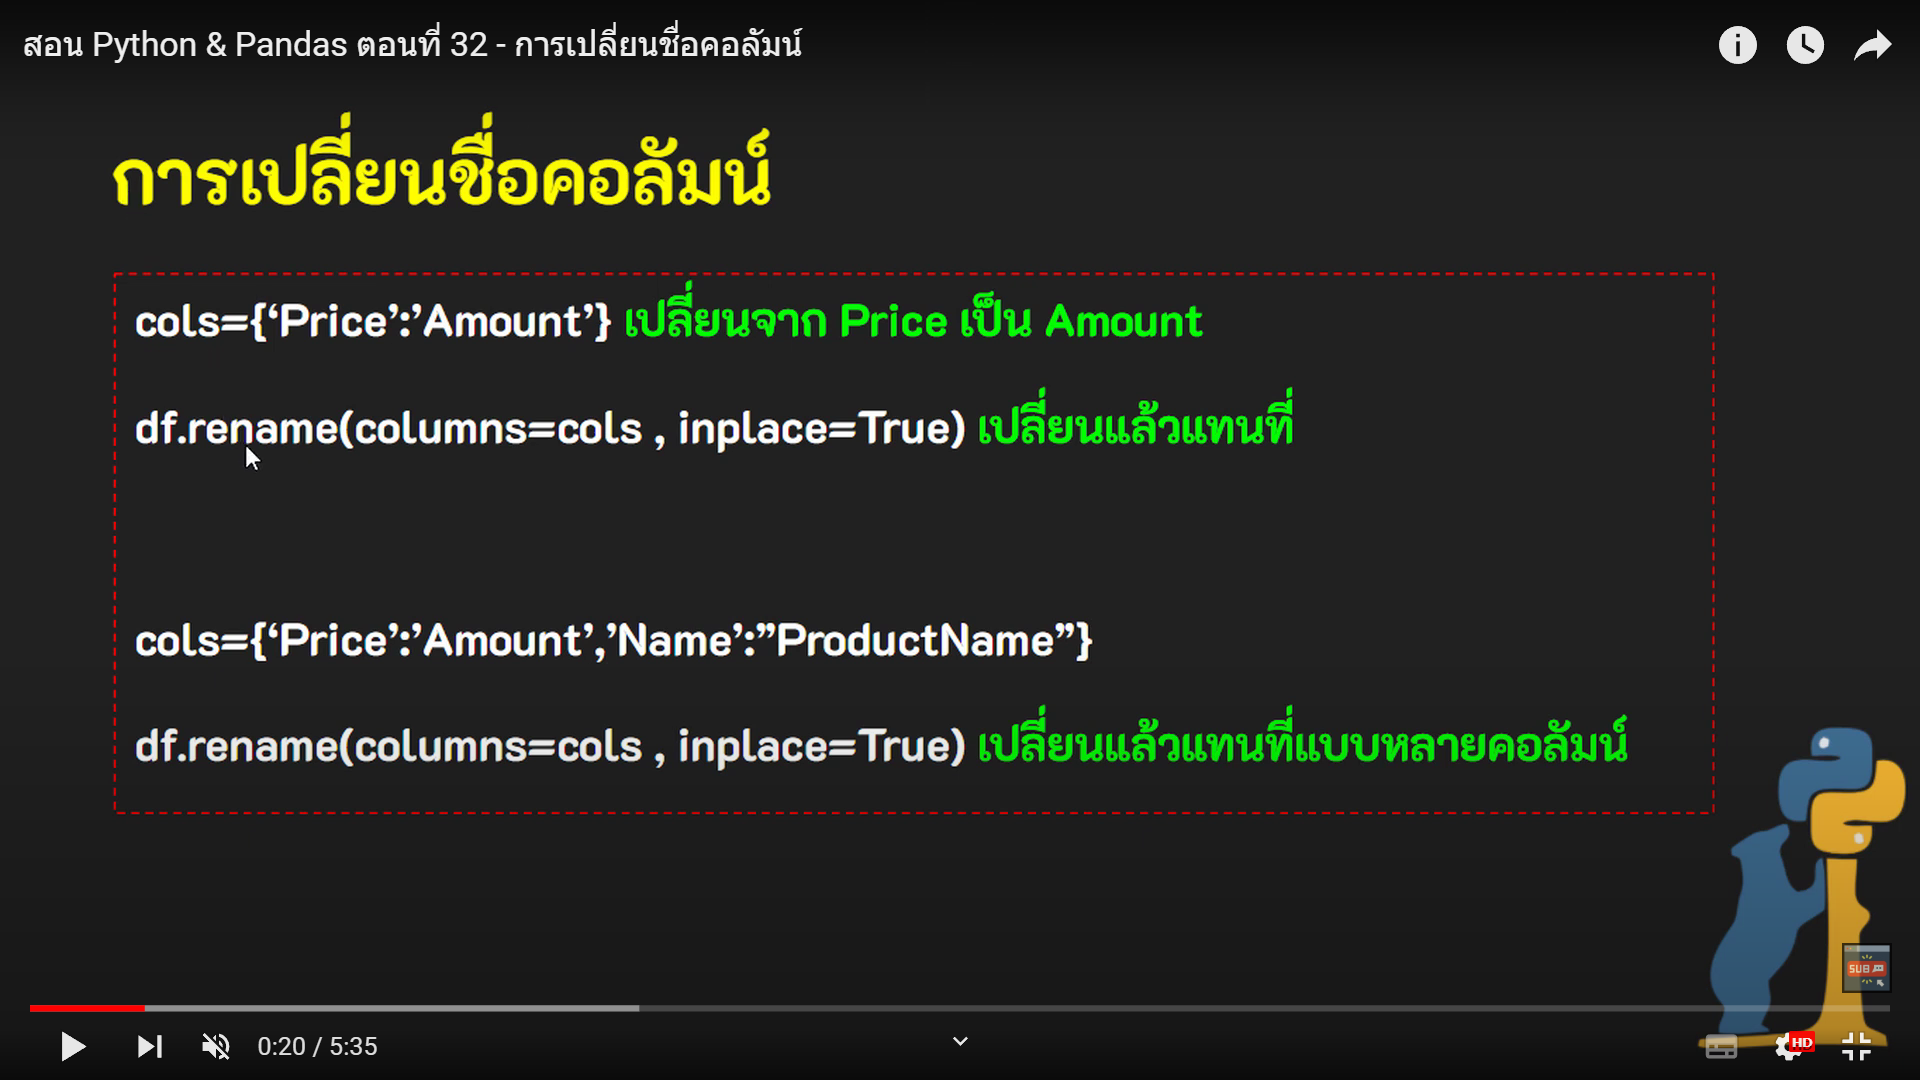 สอน Python & Pandas ตอนที่ 32 - การเปลี่ยนชื่อคอลัมน์
การเปลี่ยนชื่อคอลัมน์
cols={‘Price’:’Amount’} เปลี่ยนจาก Price เป็น Amount
df.rename(columns=cols , inplace=True) เปลี่ยนแล้วแทนที่
cols={‘Price’:’Amount’,’Name’:”ProductName”}
df.rename(columns=cols , inplace=True) เปลี่ยนแล้วแทนที่แบบหลายคอลัมน์
SUB
0:20 / 5:35
HD